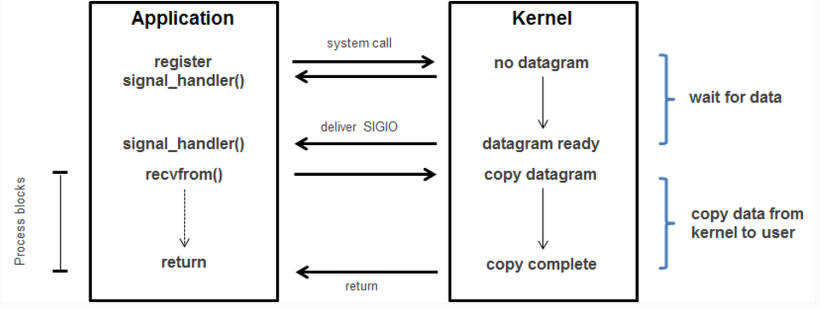 Application
Kernel
system call
register
signal_handler()
no datagram
wait for data
deliver SIGIO
signal_handler()
datagram ready
recvfrom()
copy datagram
Process blocks
copy data from
kernel to user
return
copy complete
return